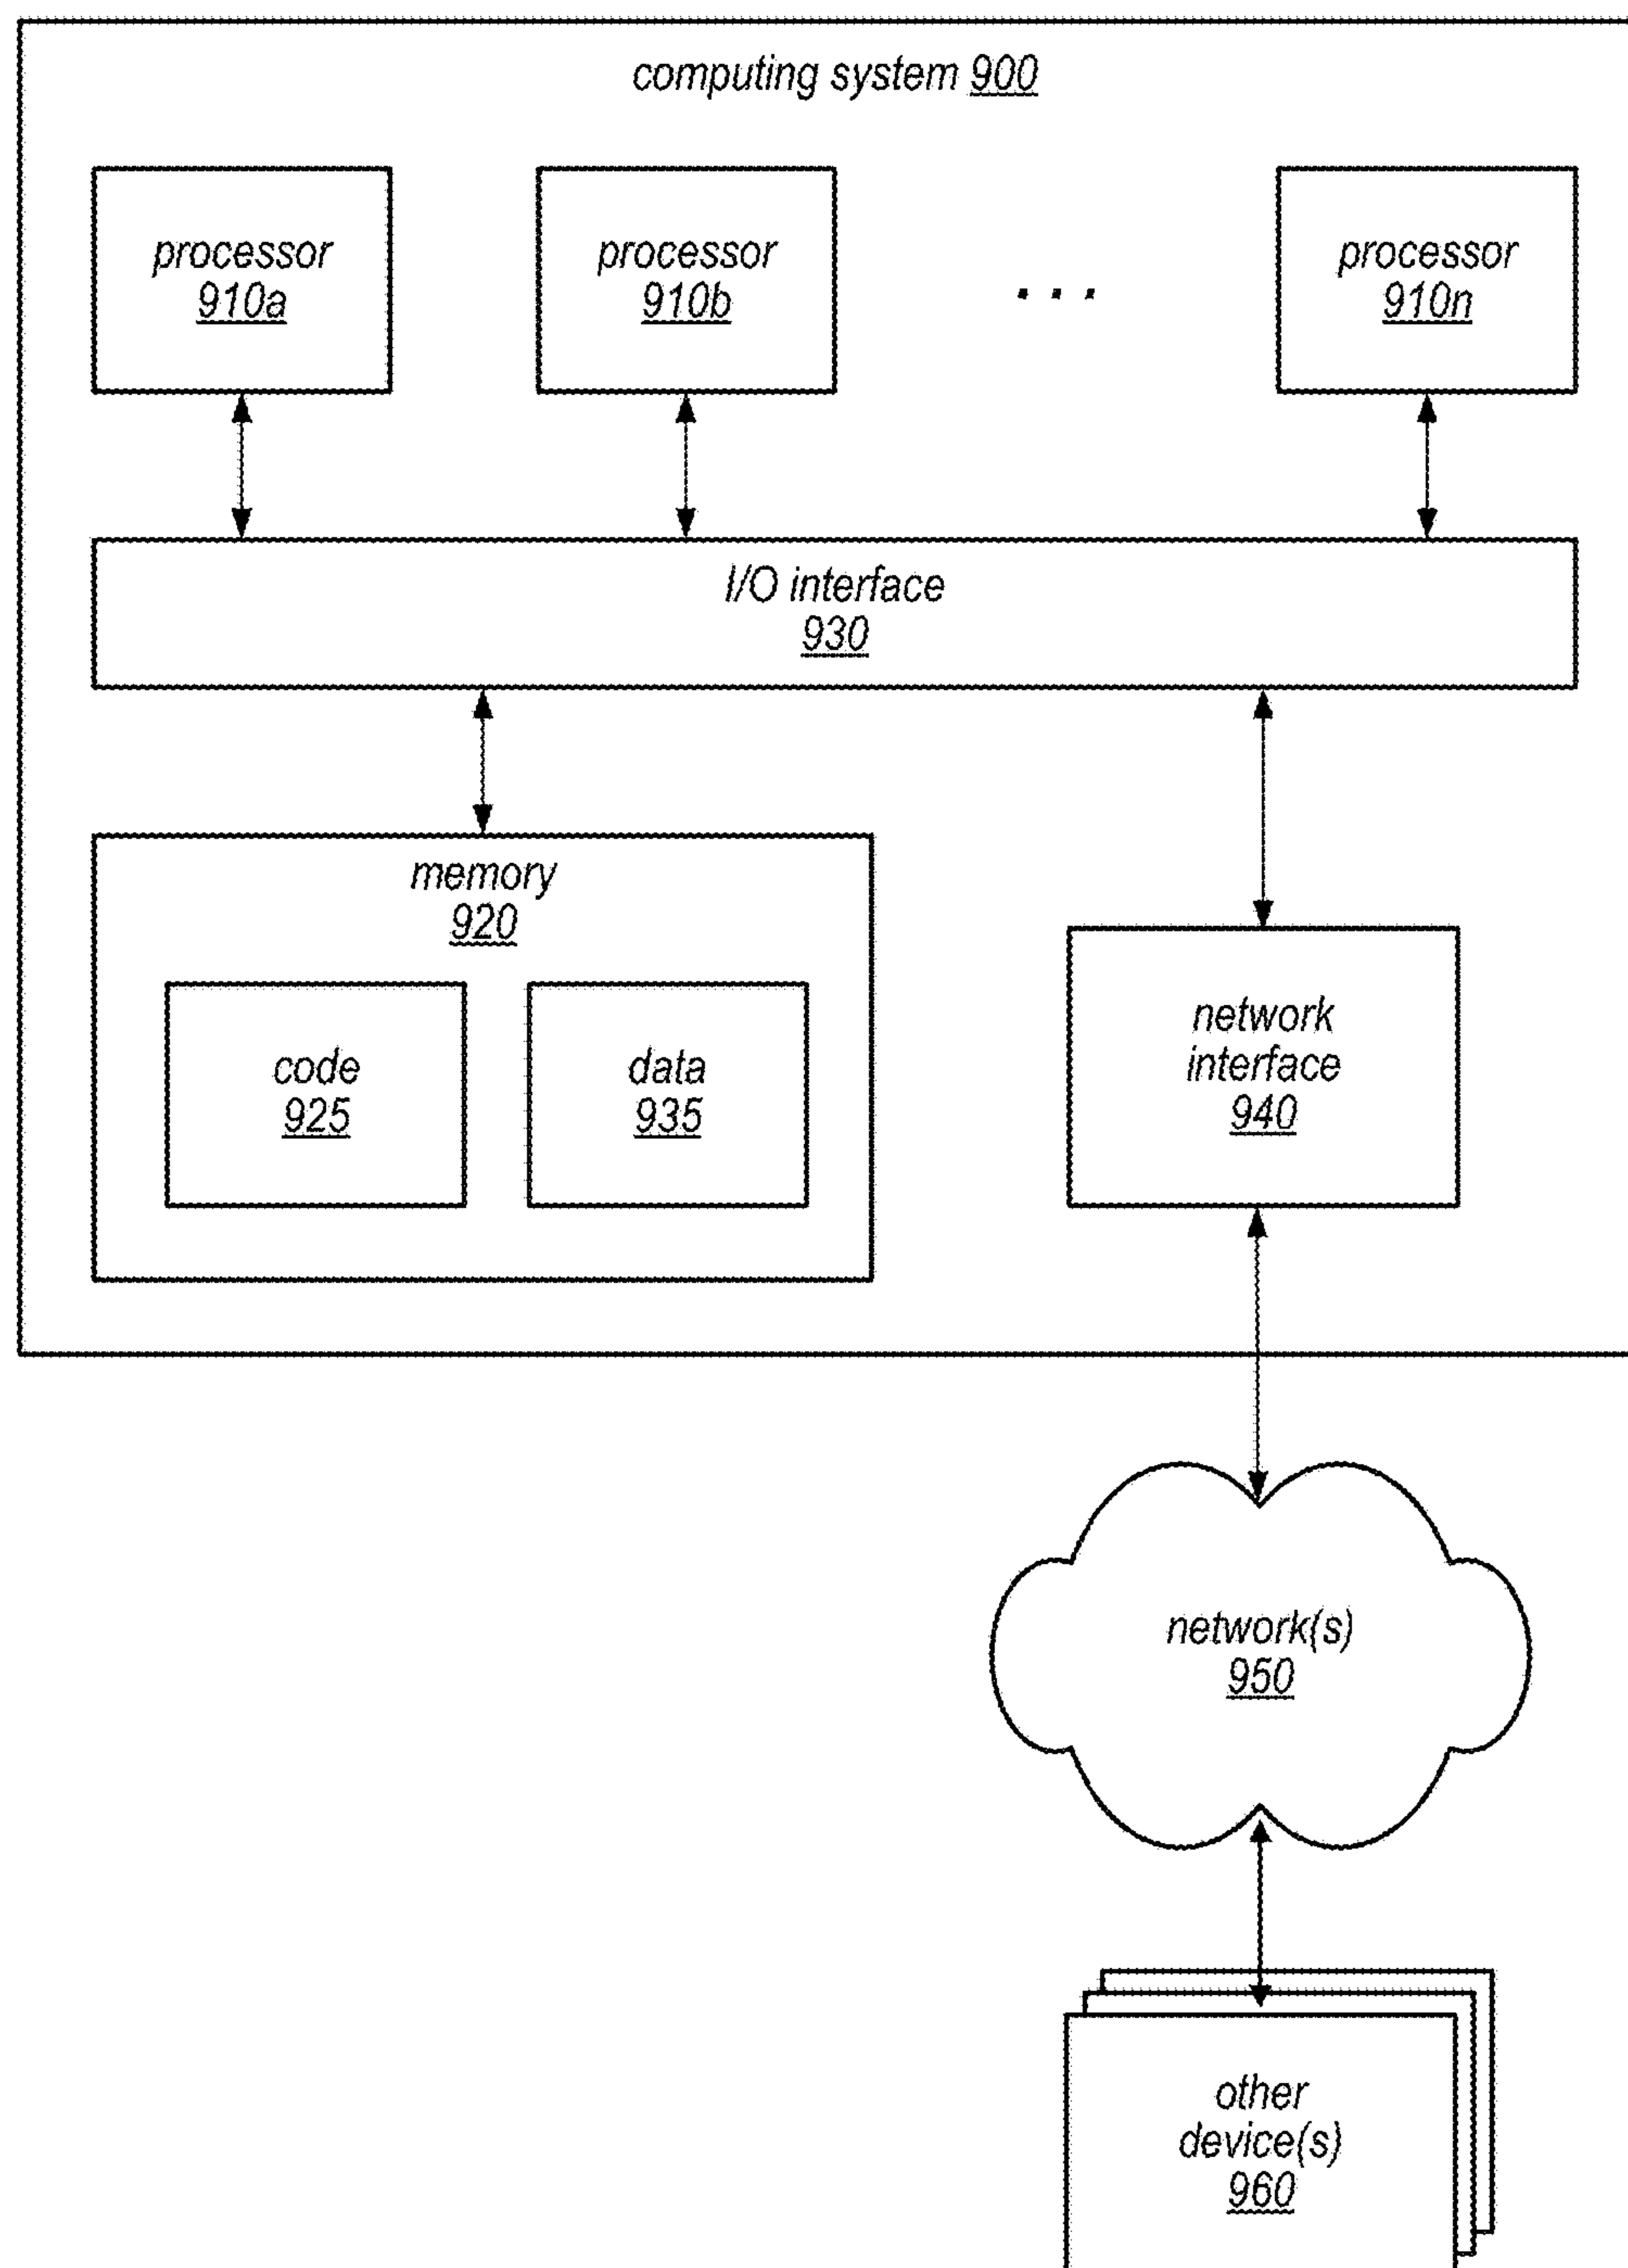 computing system 900
processor
910a
processor
910b
. . .
processor
910n
I/O interface
930
memory
920
code
925
data
935
network
interface
940
network(s)
950
other
device(s)
960